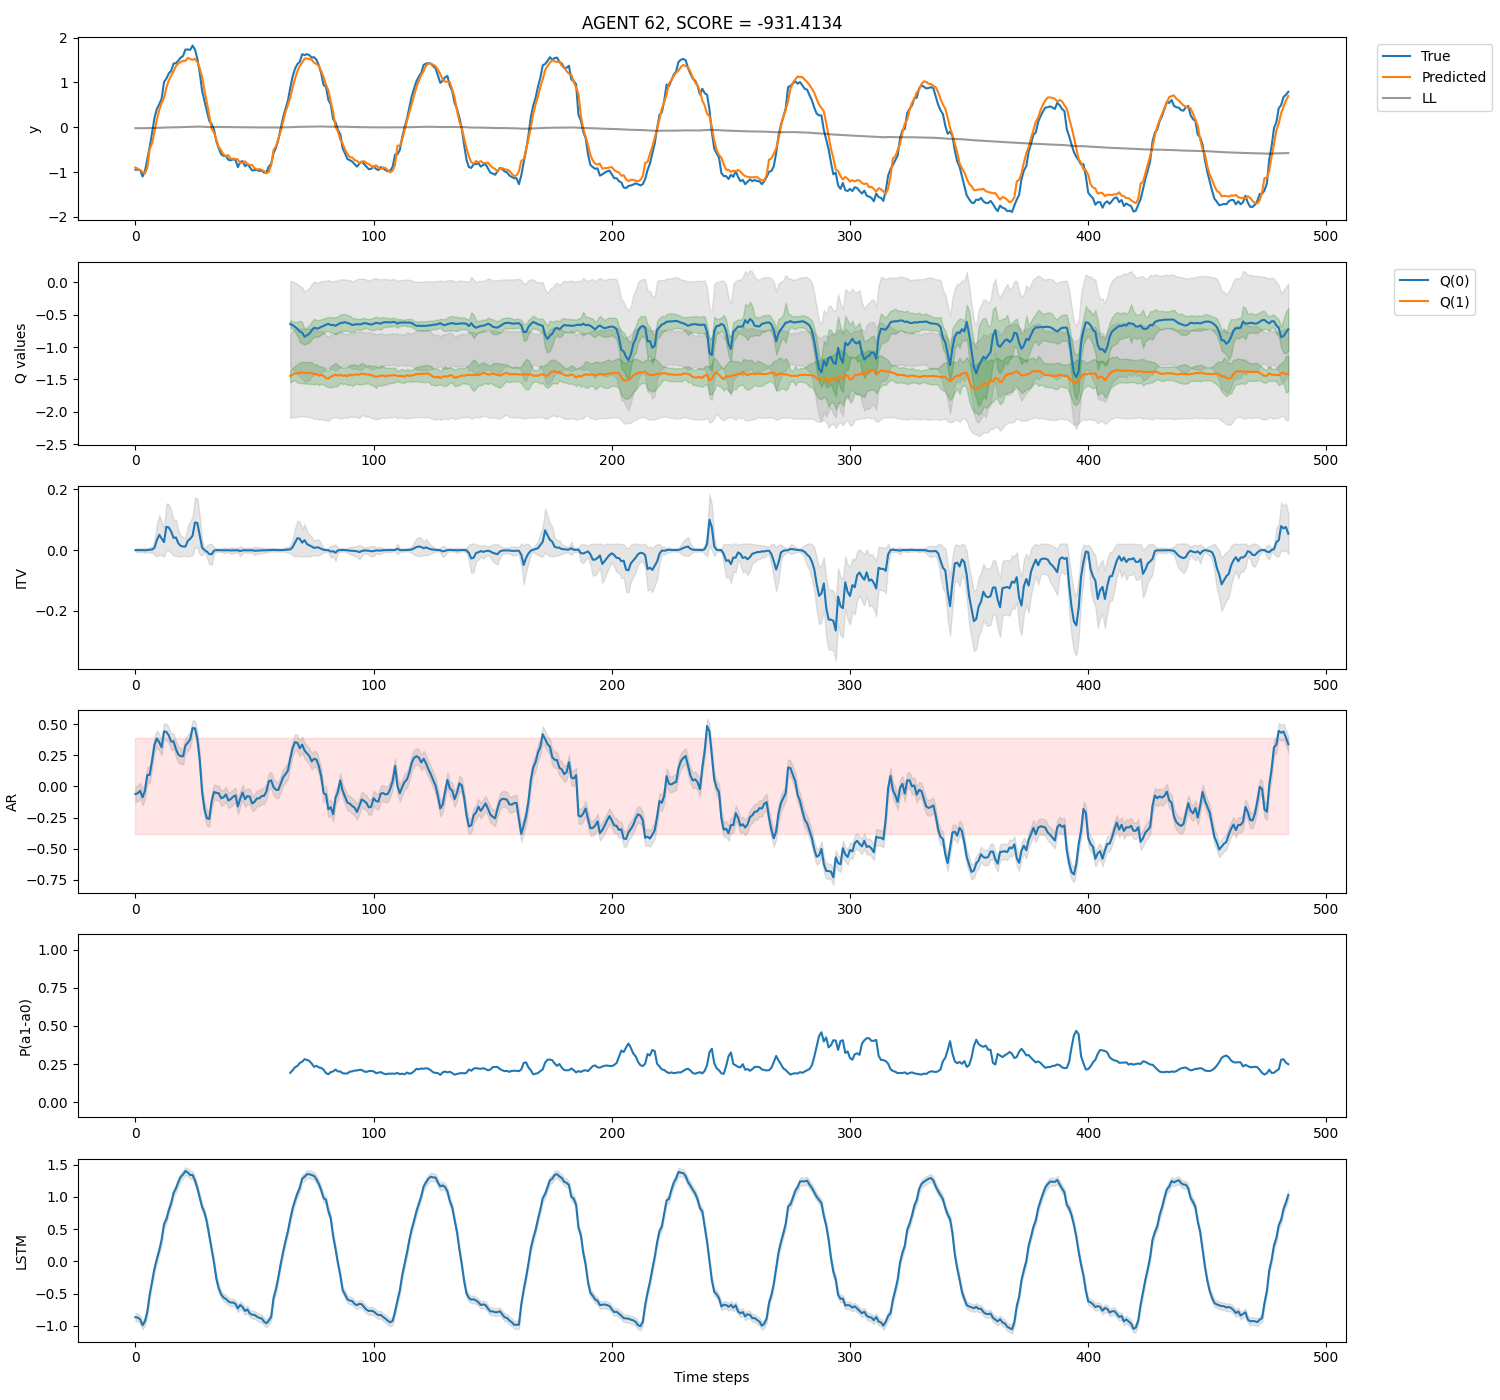 AGENT 62, SCORE = -931.4134
y
2
1
0
−1
−2
0 100 200 300 400 500
True
Predicted
LL
Q values
0.0
−0.5
−1.0
−1.5
−2.0
−2.5
0 100 200 300 400 500
Q(0)
Q(1)
ITV
0.2
0.0
−0.2
0 100 200 300 400 500
AR
0.50
0.25
0.00
−0.25
−0.50
−0.75
0 100 200 300 400 500
P(a1-a0)
1.00
0.75
0.50
0.25
0.00
0 100 200 300 400 500
LSTM
1.5
1.0
0.5
0.0
−0.5
−1.0
0 100 200 300 400 500
Time steps